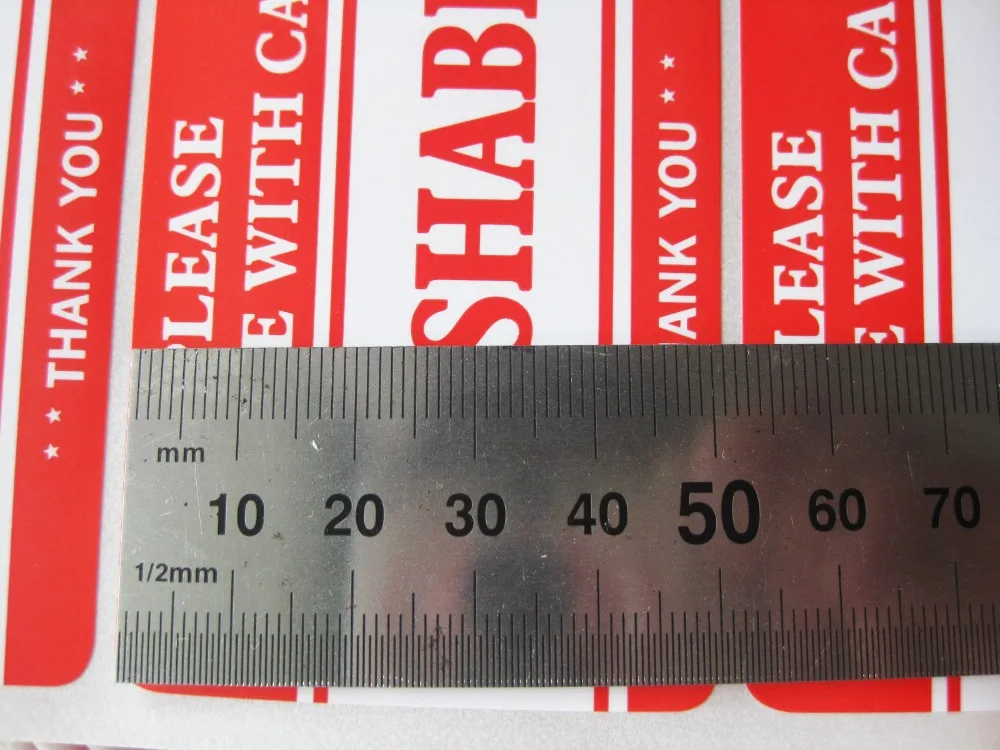 ★ ★ THANK YOU ★ ★
PLEASE
E WITH CA
SHABI
ANK YOU ★ ★
LEASE
E WITH CA
mm
10 20 30 40 50 60 70
1/2mm